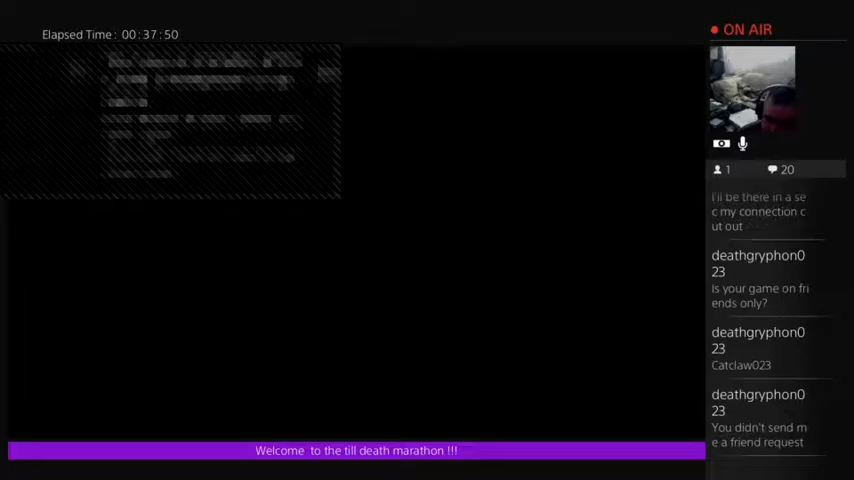 Elapsed Time: 00:37:50
ON AIR
1
20
I'll be there in a se
c my connection c
ut out
deathgryphon0
23
Is your game on fri
ends only?
deathgryphon0
23
Catclaw023
deathgryphon0
23
You didn't send m
e a friend request
Welcome to the till death marathon !!!